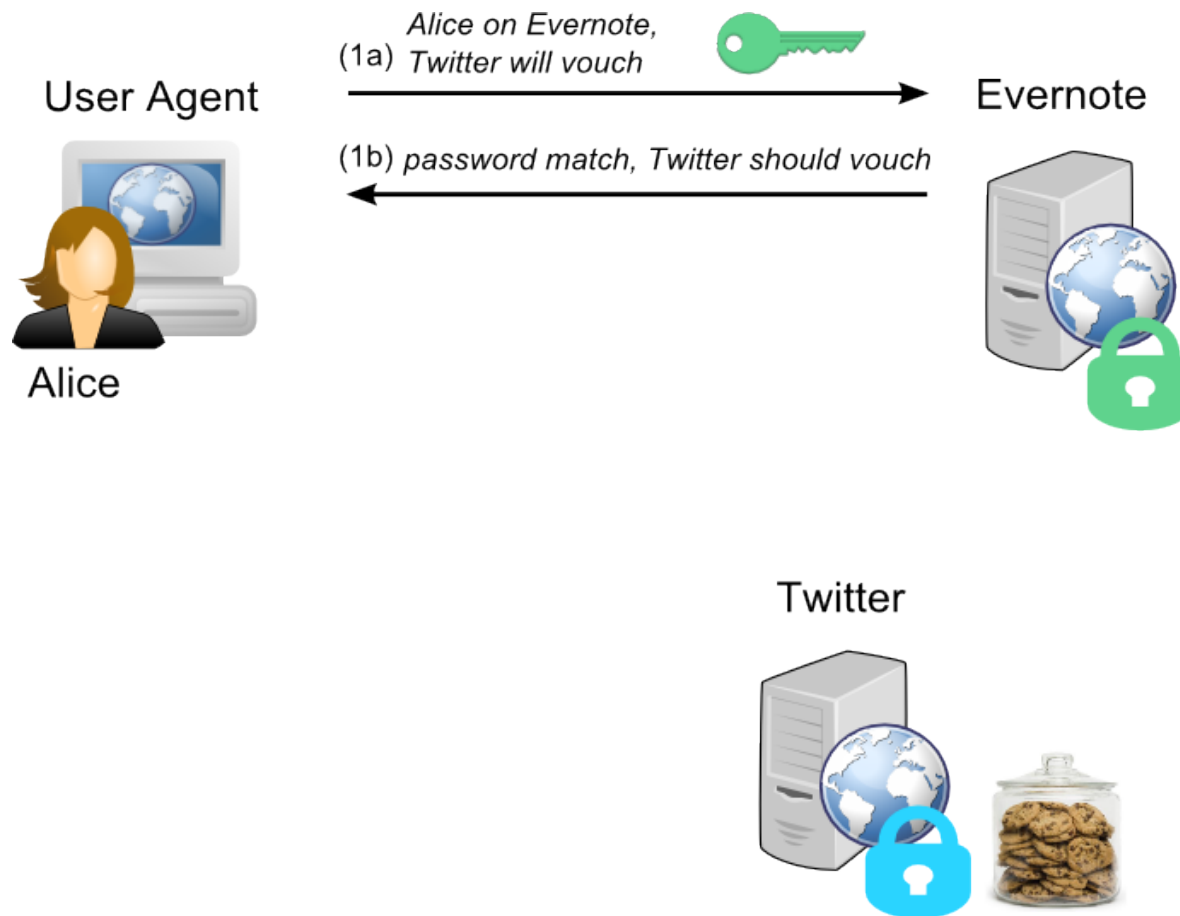 Alice on Evernote,
(1a) Twitter will vouch
User Agent
Evernote
(1b) password match, Twitter should vouch
Alice
Twitter